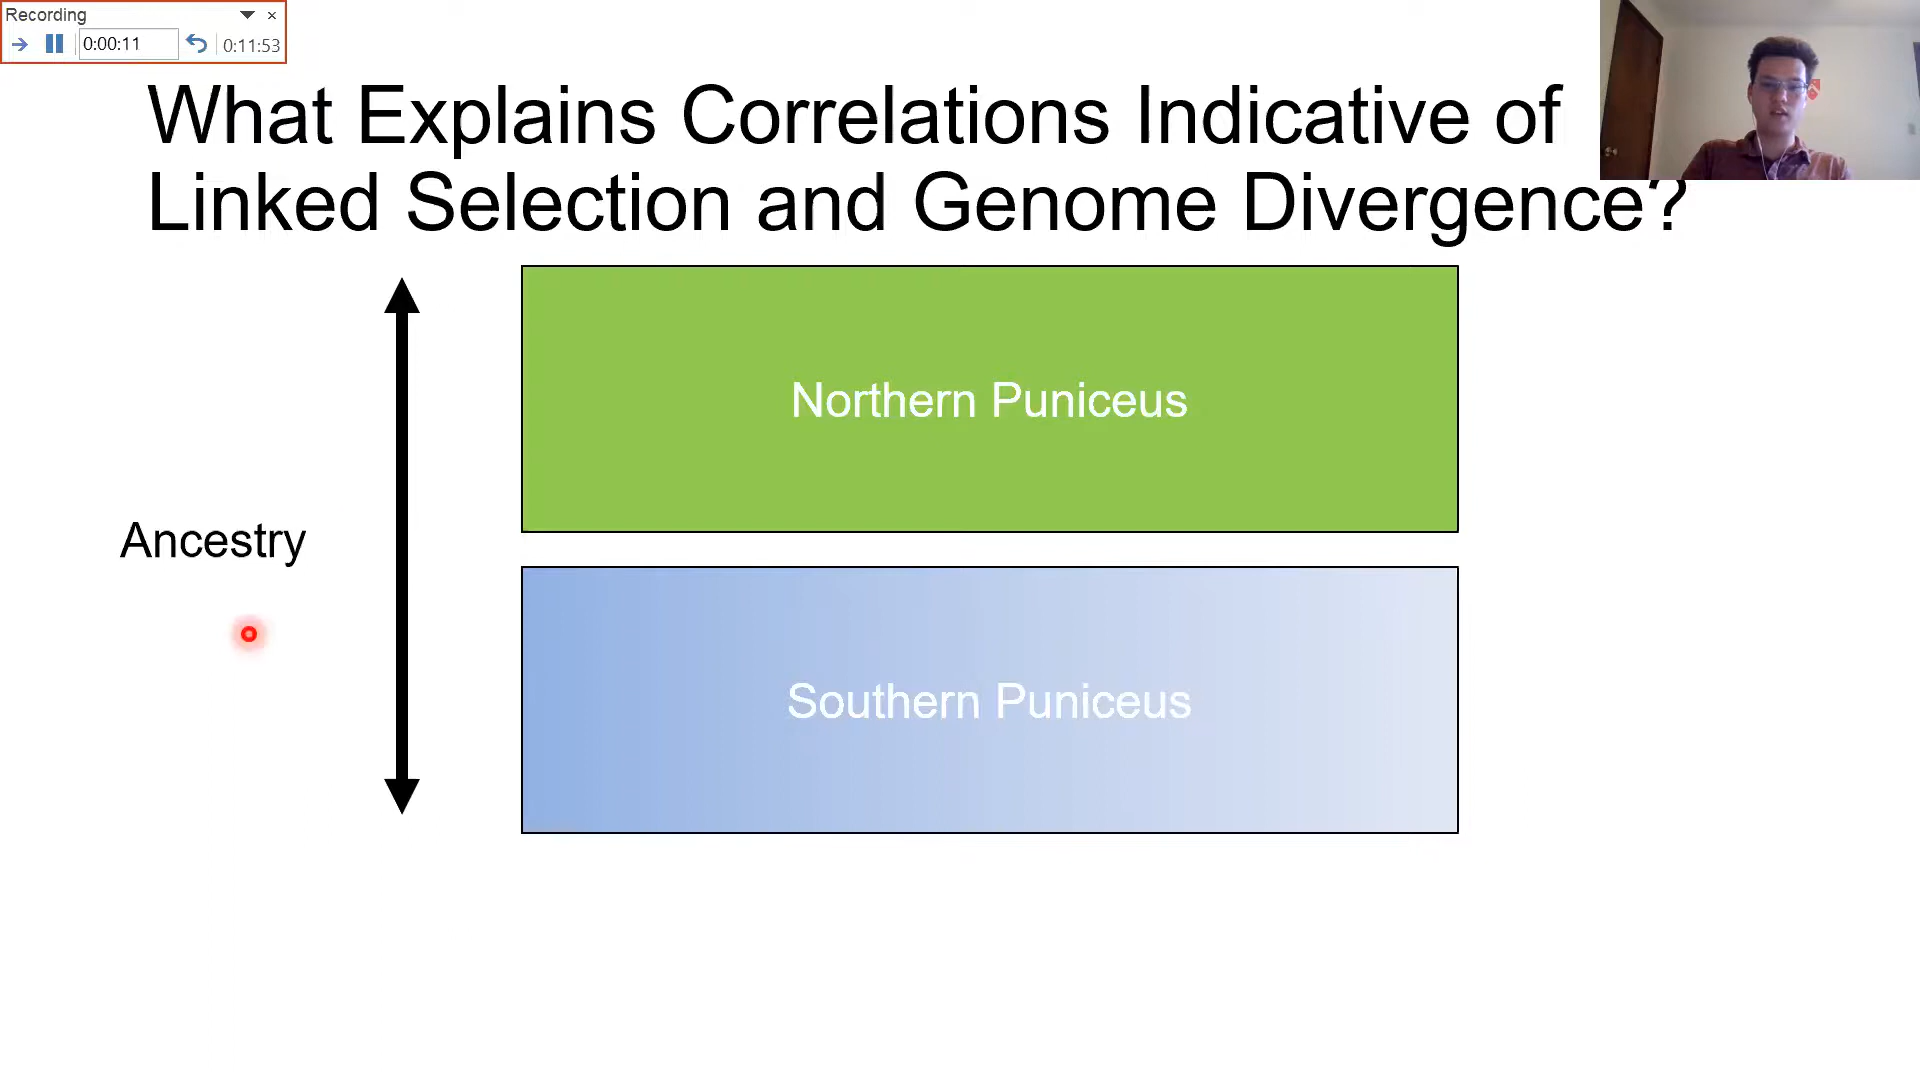 Recording
0:00:11
0:11:53
What Explains Correlations Indicative of
Linked Selection and Genome Divergence?
Northern Puniceus
Ancestry
Southern Puniceus